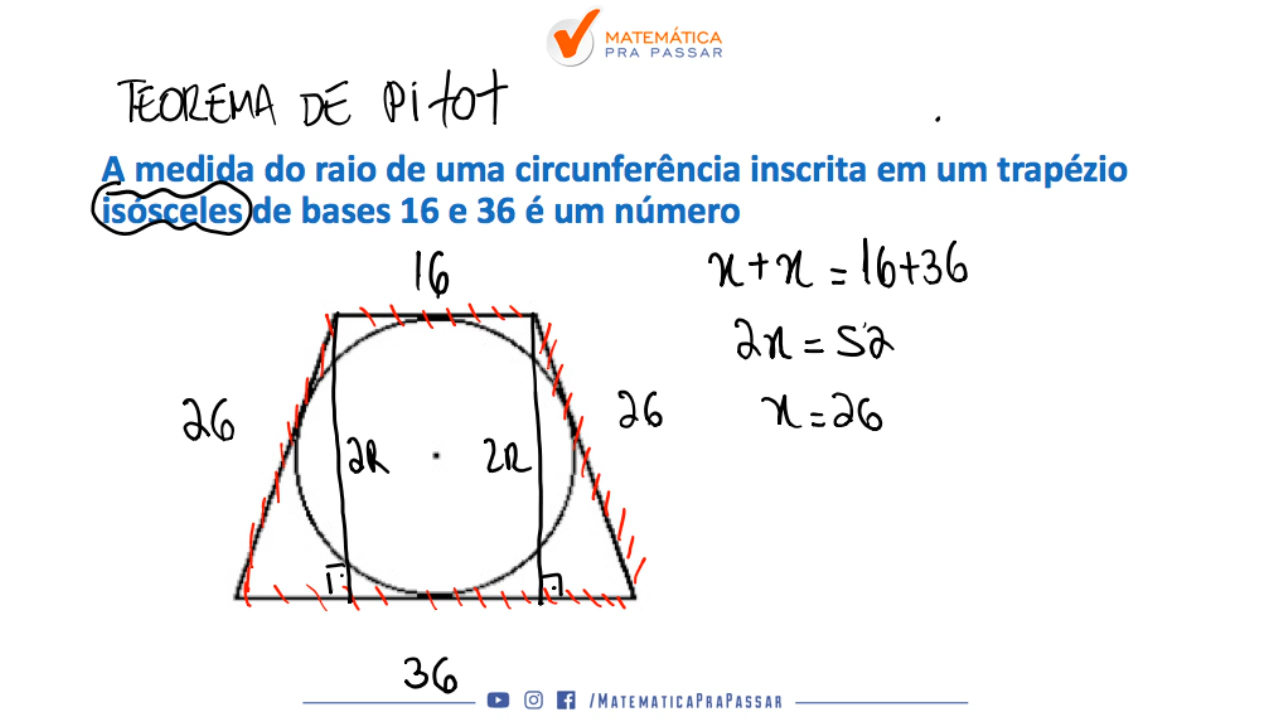 MATEMÁTICA
PRA PASSAR
TEOREMA DE PitOt
A medida do raio de uma circunferência inscrita em um trapézio
isósceles de bases 16 e 36 é um número
16
x+x=16+36
2x=52
x=26
26
26
2R
2R
36
/MATEMATICAPRAPASSAR